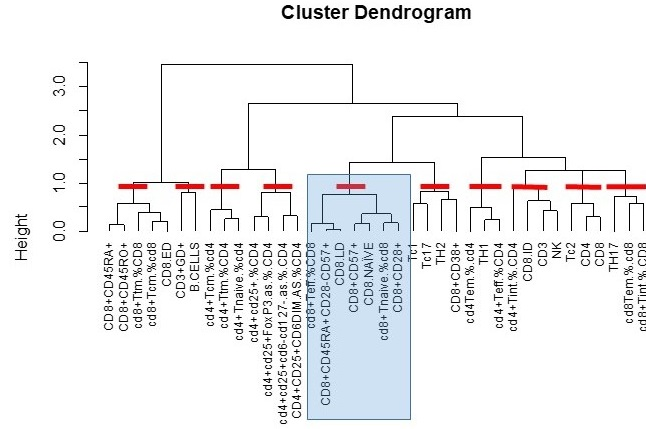 Cluster Dendrogram
Height
3.0
2.0
1.0
0.0
CD8+CD45RA+
CD8+CD45RO+
cd8+Ttm.%CD8
cd8+Tcm.%cd8
CD8.ED
CD3+GD+
B.CELLS
cd4+Tcm.%cd4
cd4+Ttm.%CD4
cd4+Tnaive.%cd4
cd4+cd25+.%CD4
cd4+cd25+FoxP3.as.%.CD4
cd4+cd25+cd6-cd127-.as.%.CD4
CD4+CD25+CD6DIM.AS.%CD4
cd8+Teff.%CD8
CD8+CD45RA+CD28-CD57+
CD8.LD
CD8+CD57+
CD8.NAÏVE
cd8+Tnaive.%cd8
CD8+CD28+
Tc1
Tc17
TH2
CD8+CD38+
cd4Tem.%.cd4
TH1
cd4+Teff.%CD4
cd4+Tint.%.CD4
CD8.ID
CD3
NK
Tc2
CD4
CD8
TH17
cd8Tem.%.cd8
cd8+Tint.%CD8